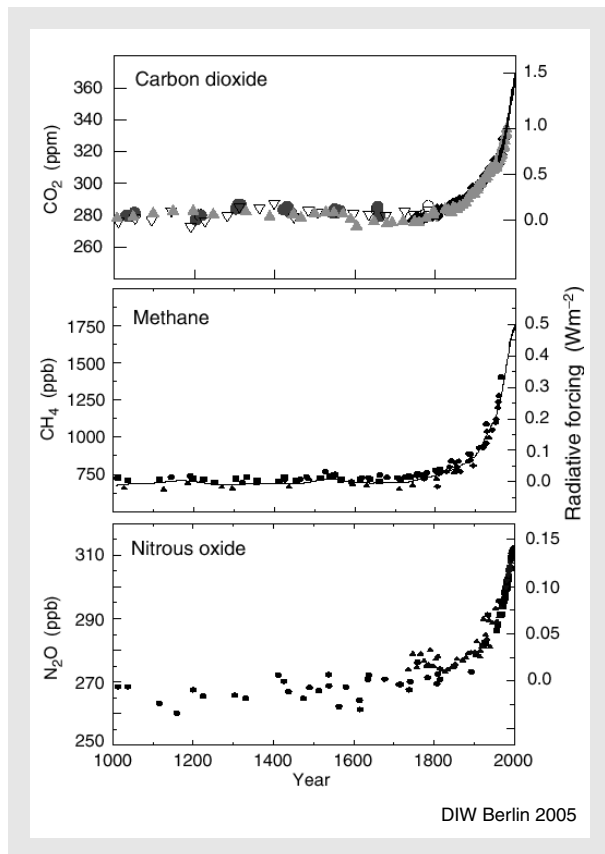 Carbon dioxide
CO₂ (ppm)
360
340
320
300
280
260
1.5
1.0
0.5
0.0
Methane
CH₄ (ppb)
1750
1500
1250
1000
750
0.5
0.4
0.3
0.2
0.1
0.0
Radiative forcing (Wm⁻²)
Nitrous oxide
N₂O (ppb)
310
290
270
250
0.15
0.10
0.05
0.0
1000 1200 1400 1600 1800 2000
Year
DIW Berlin 2005